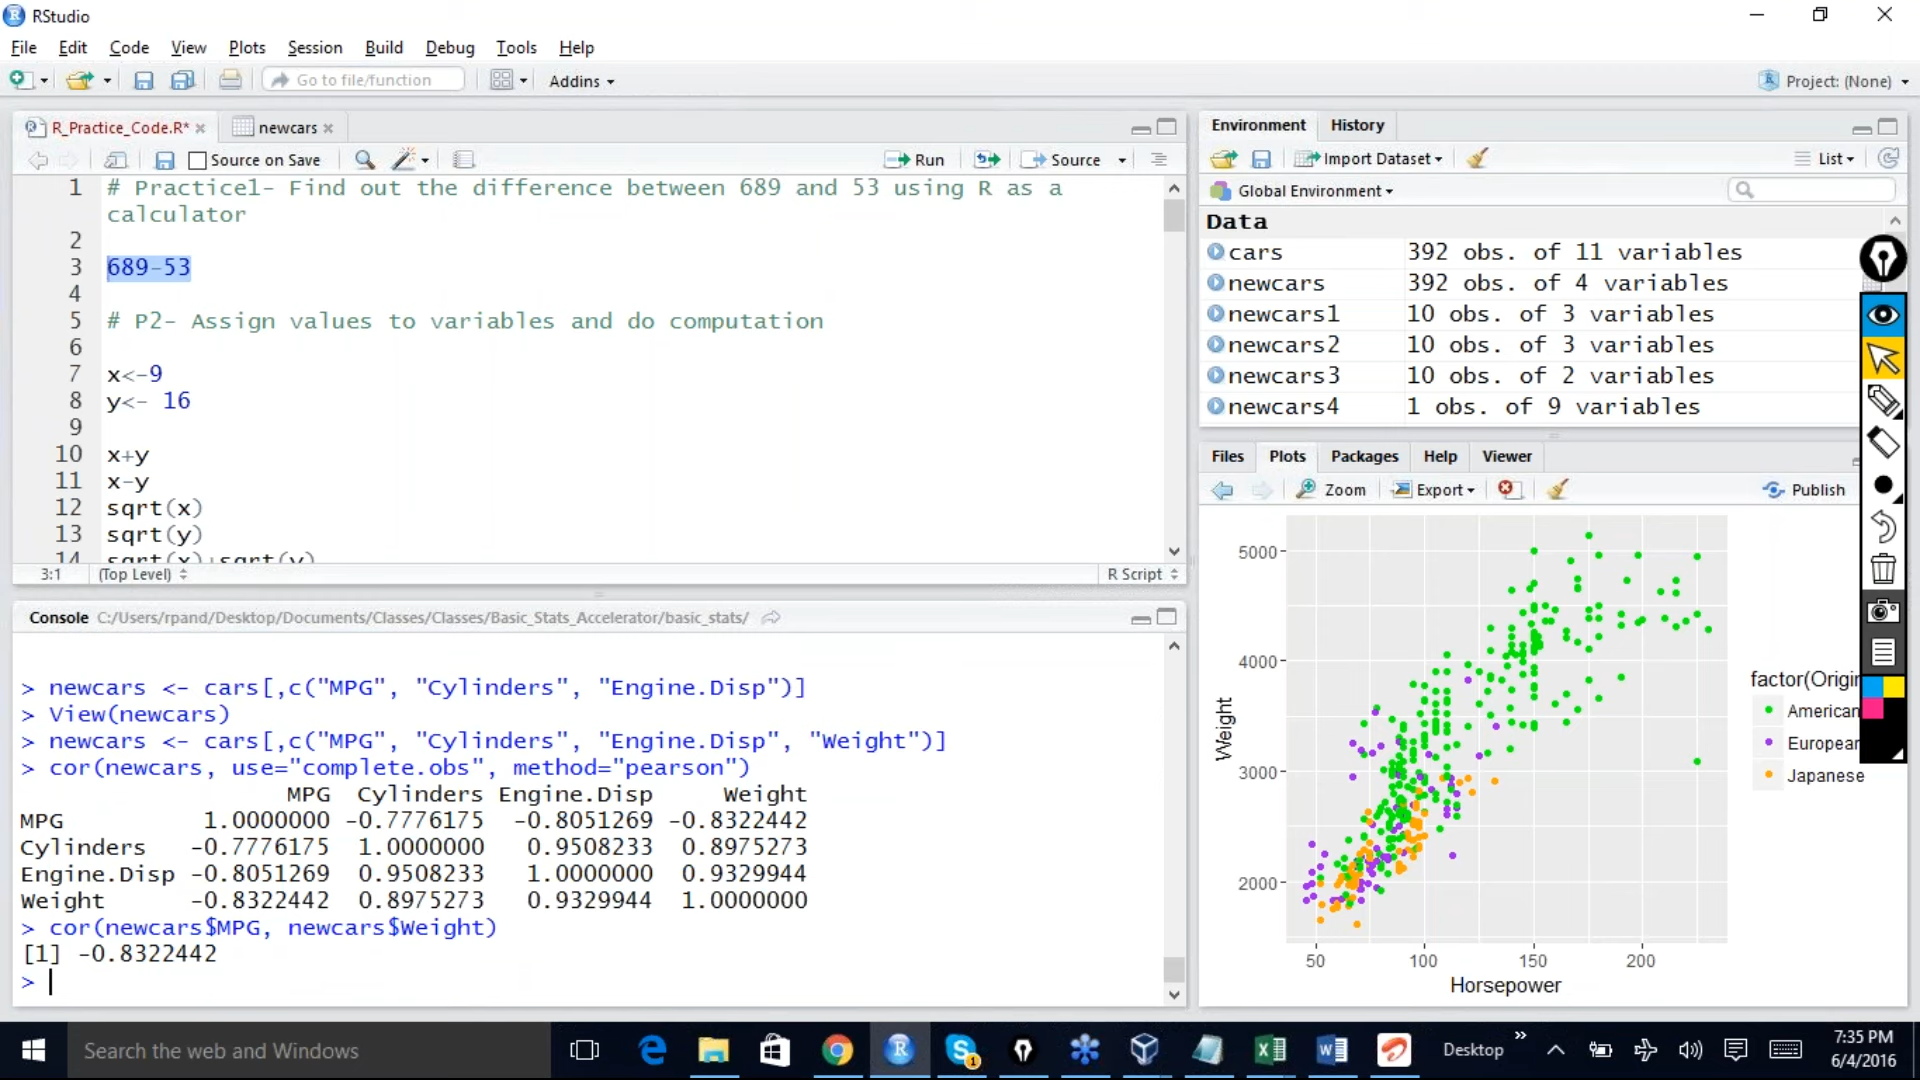 RStudio
File Edit Code View Plots Session Build Debug Tools Help
Go to file/function Addins Project: (None)
R_Practice_Code.R* newcars
Source on Save Run Source
1 # Practice1- Find out the difference between 689 and 53 using R as a
calculator
2
3 689-53
4
5 # P2- Assign values to variables and do computation
6
7 x<-9
8 y<- 16
9
10 x+y
11 x-y
12 sqrt(x)
13 sqrt(y)
14 sqrt(x)+sqrt(y)
3:1 (Top Level) R Script
Console C:/Users/rpand/Desktop/Documents/Classes/Classes/Basic_Stats_Accelerator/basic_stats/
> newcars <- cars[,c("MPG", "Cylinders", "Engine.Disp")]
> View(newcars)
> newcars <- cars[,c("MPG", "Cylinders", "Engine.Disp", "Weight")]
> cor(newcars, use="complete.obs", method="pearson")
MPG Cylinders Engine.Disp Weight
MPG 1.0000000 -0.7776175 -0.8051269 -0.8322442
Cylinders -0.7776175 1.0000000 0.9508233 0.8975273
Engine.Disp -0.8051269 0.9508233 1.0000000 0.9329944
Weight -0.8322442 0.8975273 0.9329944 1.0000000
> cor(newcars$MPG, newcars$Weight)
[1] -0.8322442
>
Environment History
Import Dataset List
Global Environment
Data
cars 392 obs. of 11 variables
newcars 392 obs. of 4 variables
newcars1 10 obs. of 3 variables
newcars2 10 obs. of 3 variables
newcars3 10 obs. of 2 variables
newcars4 1 obs. of 9 variables
Files Plots Packages Help Viewer
Zoom Export Publish
5000
4000
3000
2000
Weight
50 100 150 200
Horsepower
factor(Origin
American
European
Japanese
Search the web and Windows
Desktop
7:35 PM
6/4/2016